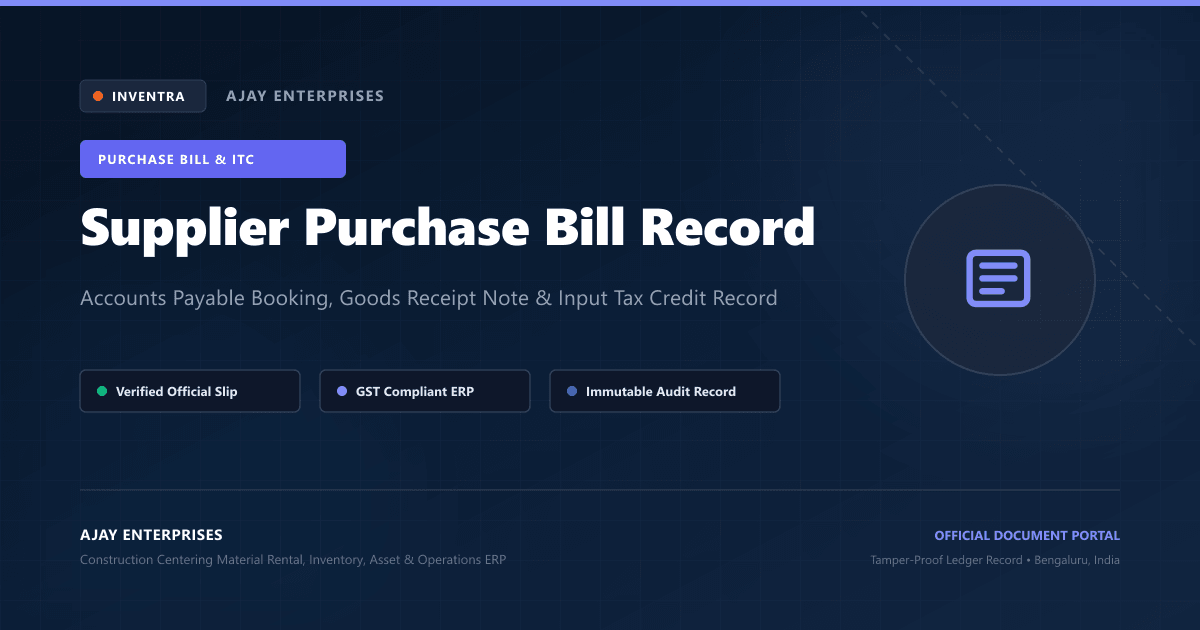 INVENTRA
AJAY ENTERPRISES
PURCHASE BILL & ITC
Supplier Purchase Bill Record
Accounts Payable Booking, Goods Receipt Note & Input Tax Credit Record
Verified Official Slip
GST Compliant ERP
Immutable Audit Record
AJAY ENTERPRISES
Construction Centering Material Rental, Inventory, Asset & Operations ERP
OFFICIAL DOCUMENT PORTAL
Tamper-Proof Ledger Record • Bengaluru, India